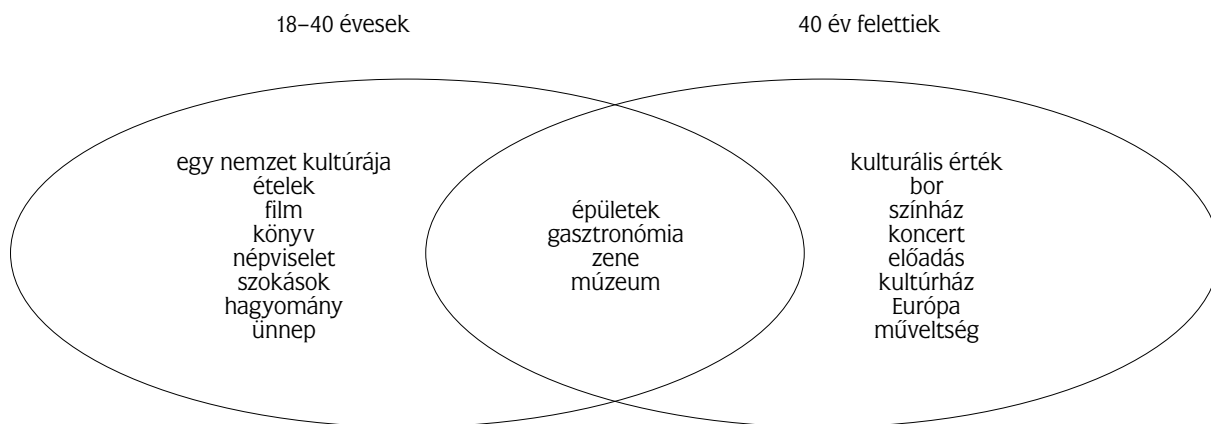 18–40 évesek
40 év felettiek
egy nemzet kultúrája
ételek
film
könyv
népviselet
szokások
hagyomány
ünnep
épületek
gasztronómia
zene
múzeum
kulturális érték
bor
színház
koncert
előadás
kultúrház
Európa
műveltség